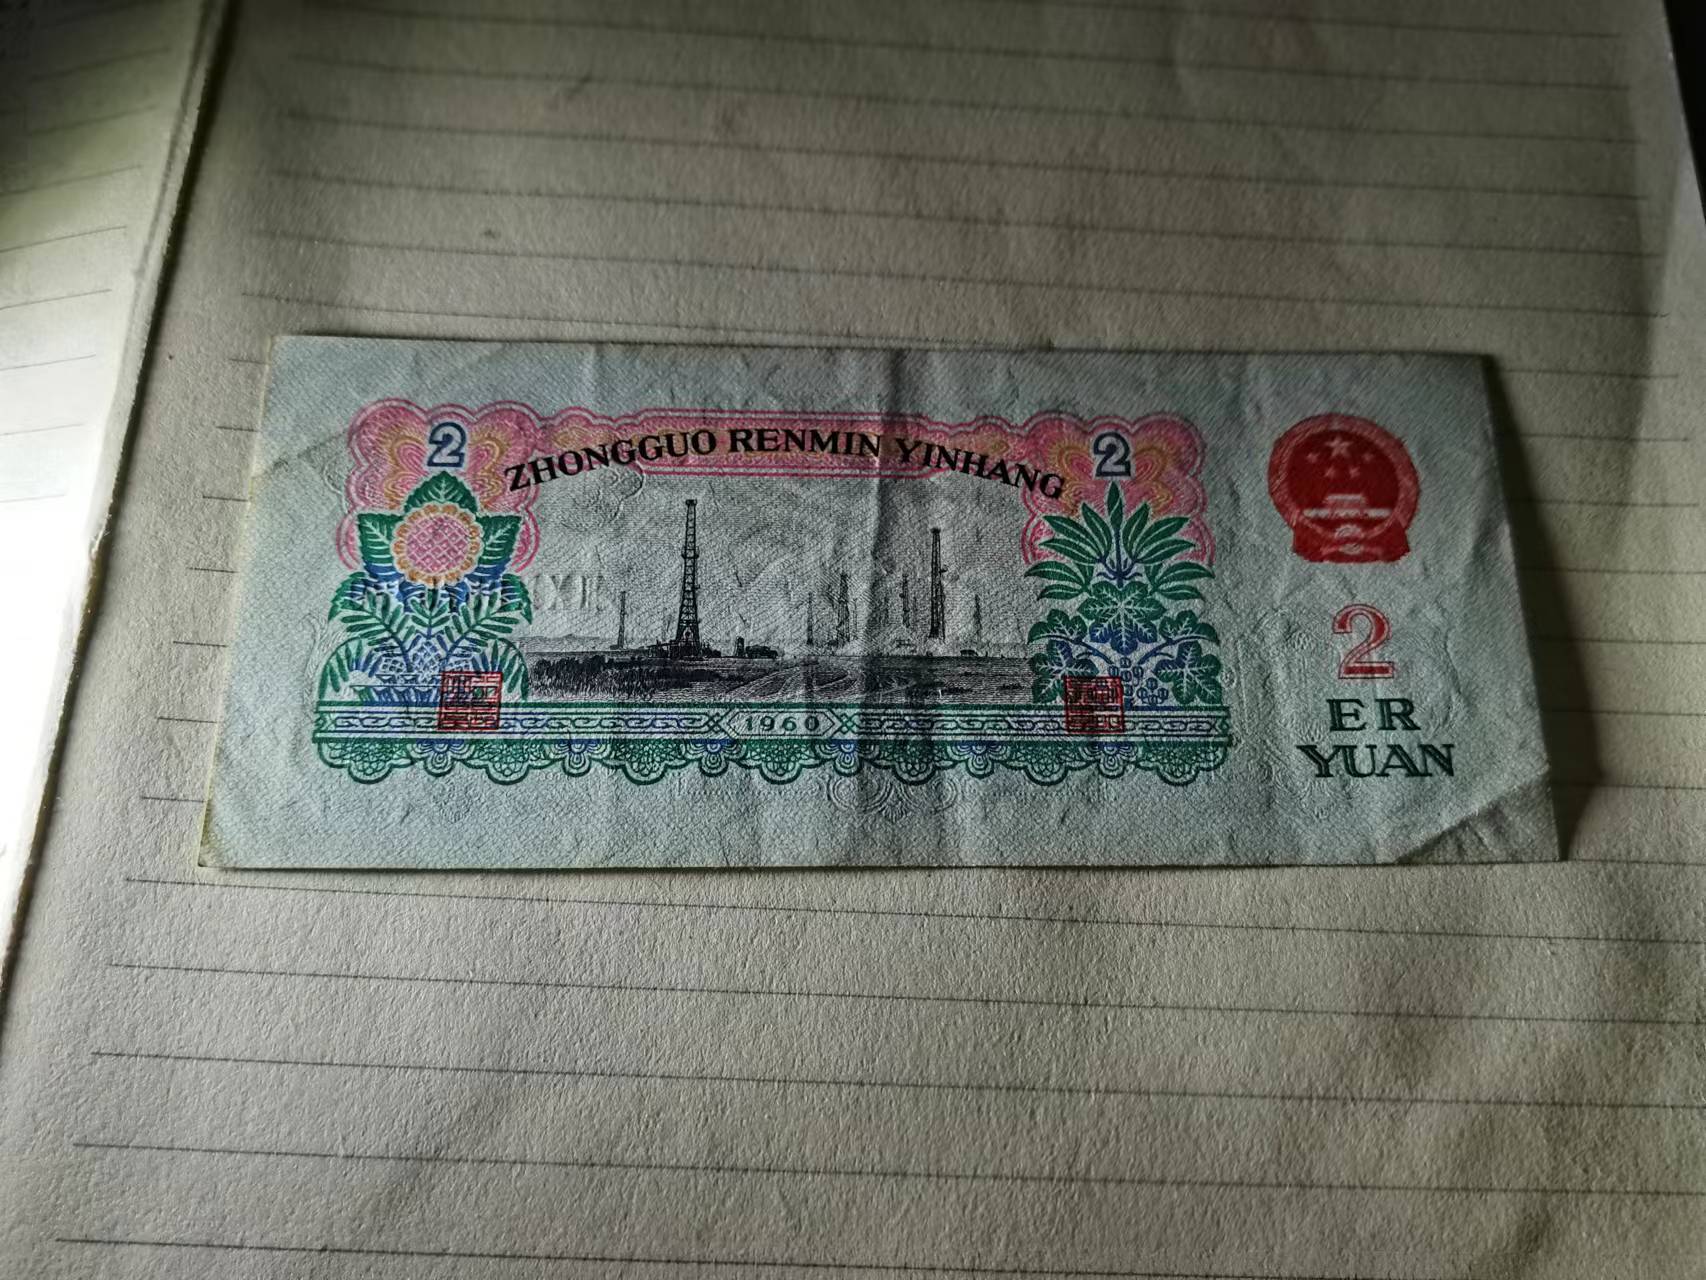 2
ZHONGGUO RENMIN YINHANG
2
1960
2
ER
YUAN